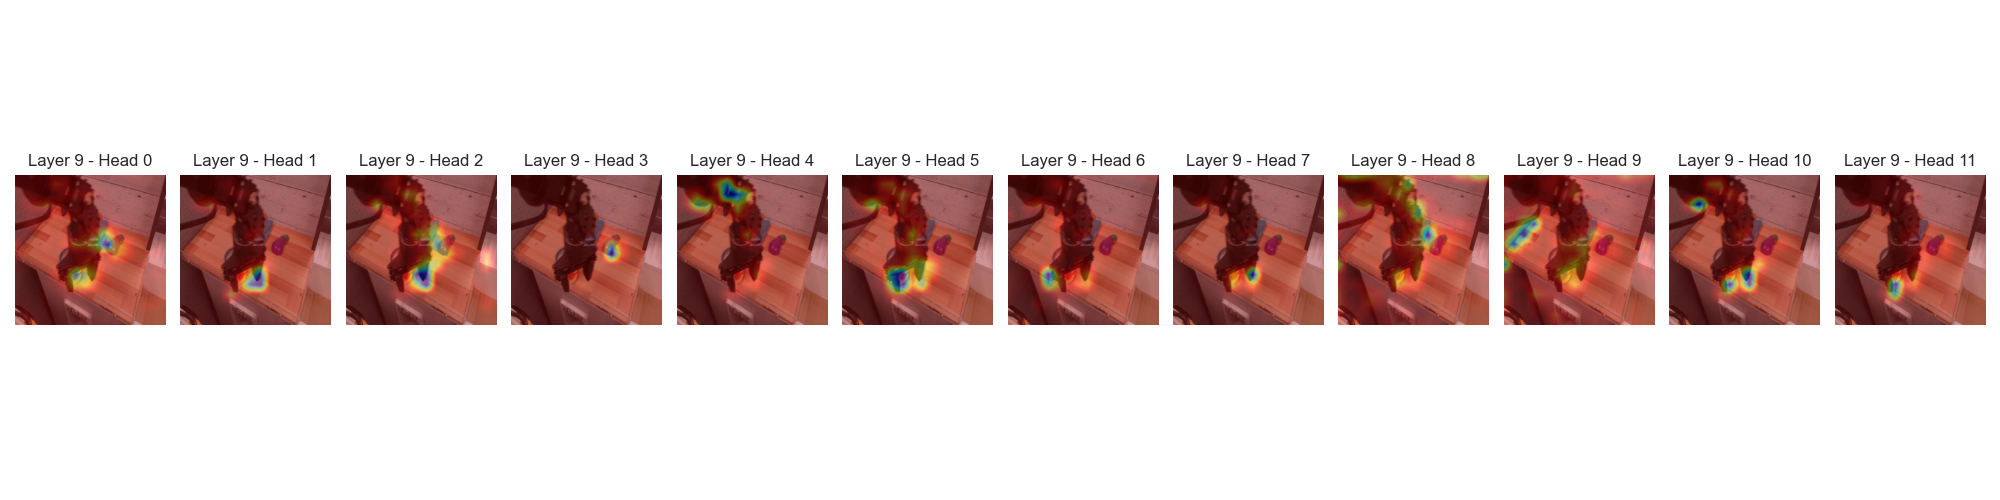 Layer 9 - Head 0
Layer 9 - Head 1
Layer 9 - Head 2
Layer 9 - Head 3
Layer 9 - Head 4
Layer 9 - Head 5
Layer 9 - Head 6
Layer 9 - Head 7
Layer 9 - Head 8
Layer 9 - Head 9
Layer 9 - Head 10
Layer 9 - Head 11